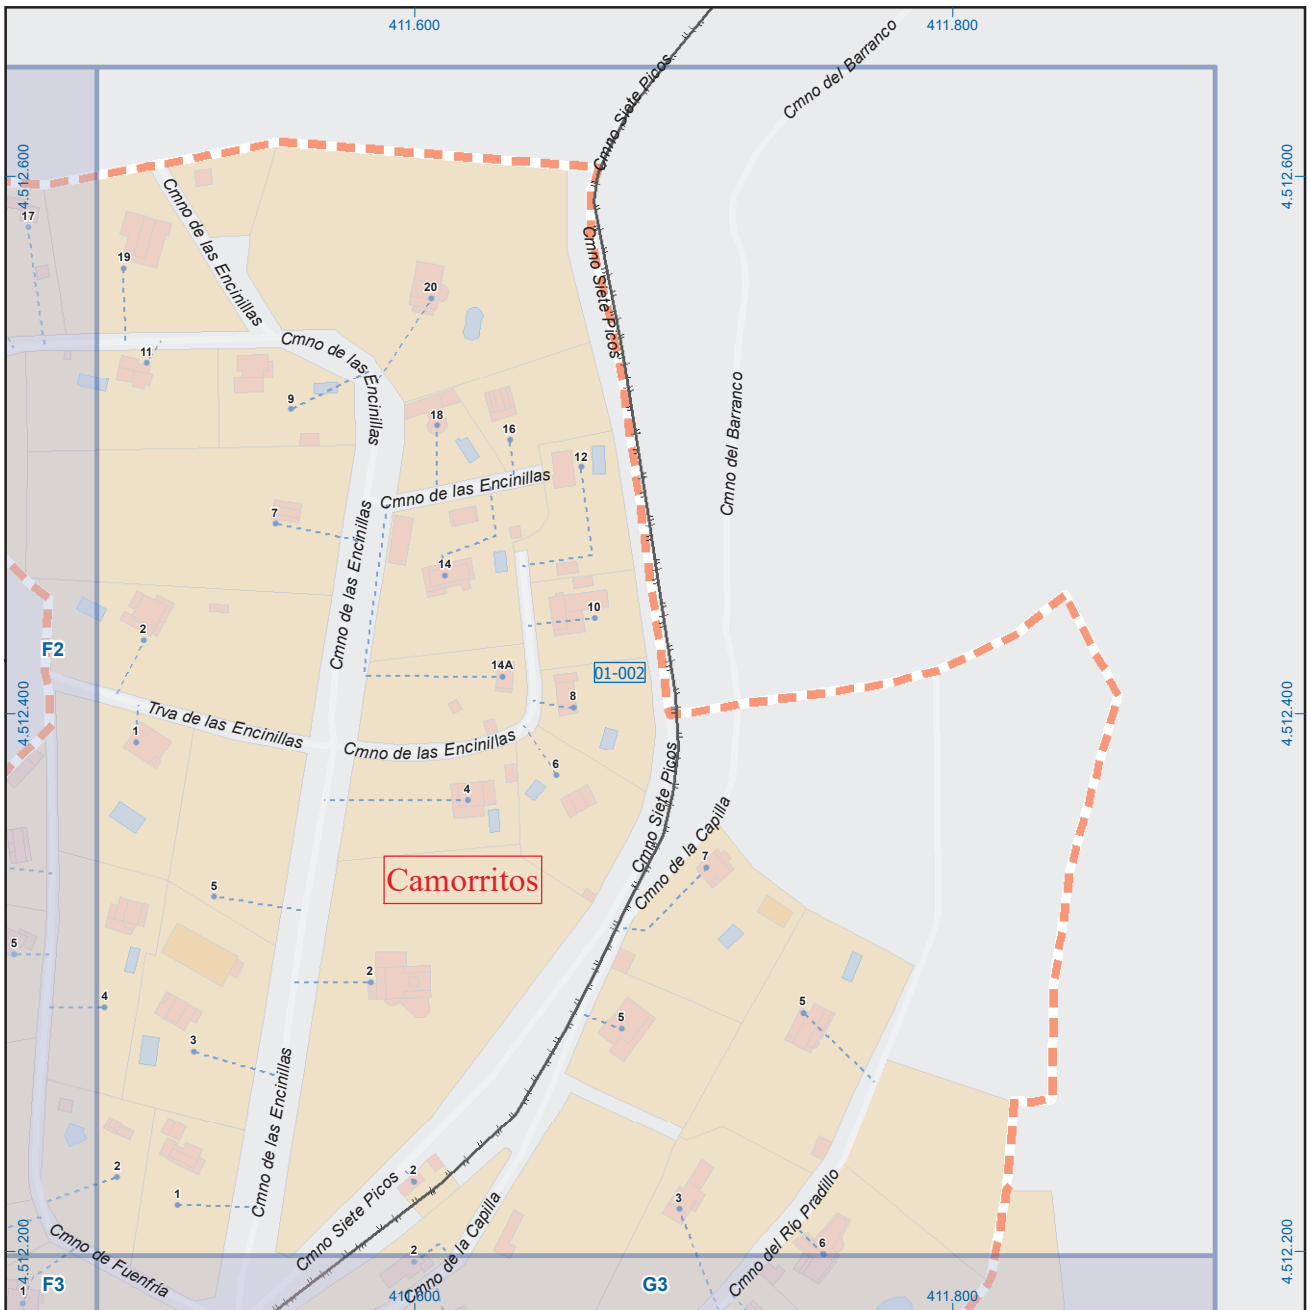 411.600
411.800
Cmno del Barranco
Cmno Siete Picos
4.512.600
4.512.600
Cmno de las Encinillas
17
19
20
Cmno Siete Picos
11
Cmno de las Encinillas
9
18
16
12
Cmno del Barranco
Cmno de las Encinillas
7
Cmno de las Encinillas
14
10
2
F2
14A
01-002
8
4.512.400
4.512.400
Trva de las Encinillas
1
Cmno de las Encinillas
6
4
Cmno Siete Picos
Cmno de la Capilla
7
Camorritos
5
5
2
4
5
5
3
Cmno de las Encinillas
2
1
2
3
Cmno Siete Picos
Cmno de la Capilla
Cmno del Río Pradillo
6
2
4.512.200
4.512.200
Cmno de Fuenfría
F3
G3
1
411.800